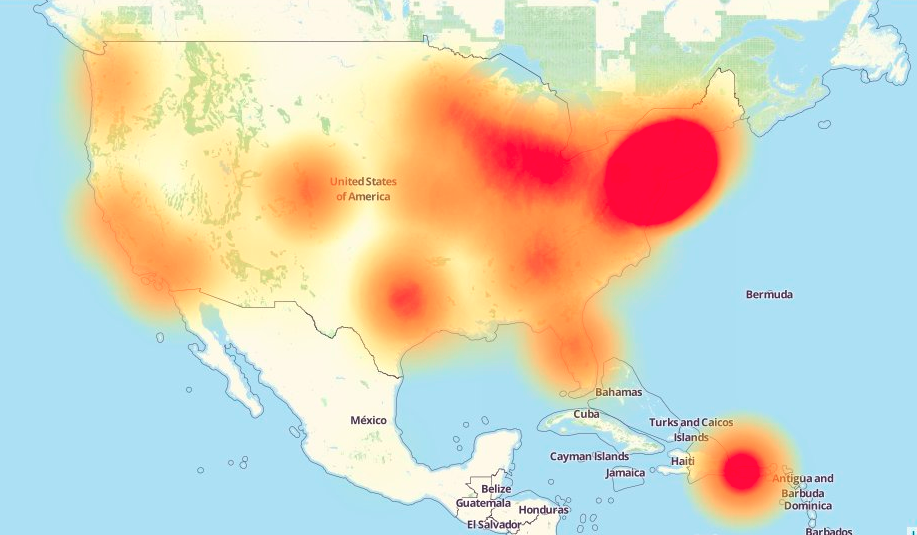 United States
of America
Bermuda
Bahamas
México
Cuba
Turks and Caicos
Islands
Cayman Islands
Haiti
Jamaica
Antigua and
Barbuda
Belize
Guatemala
Honduras
Dominica
El Salvador
Barbados